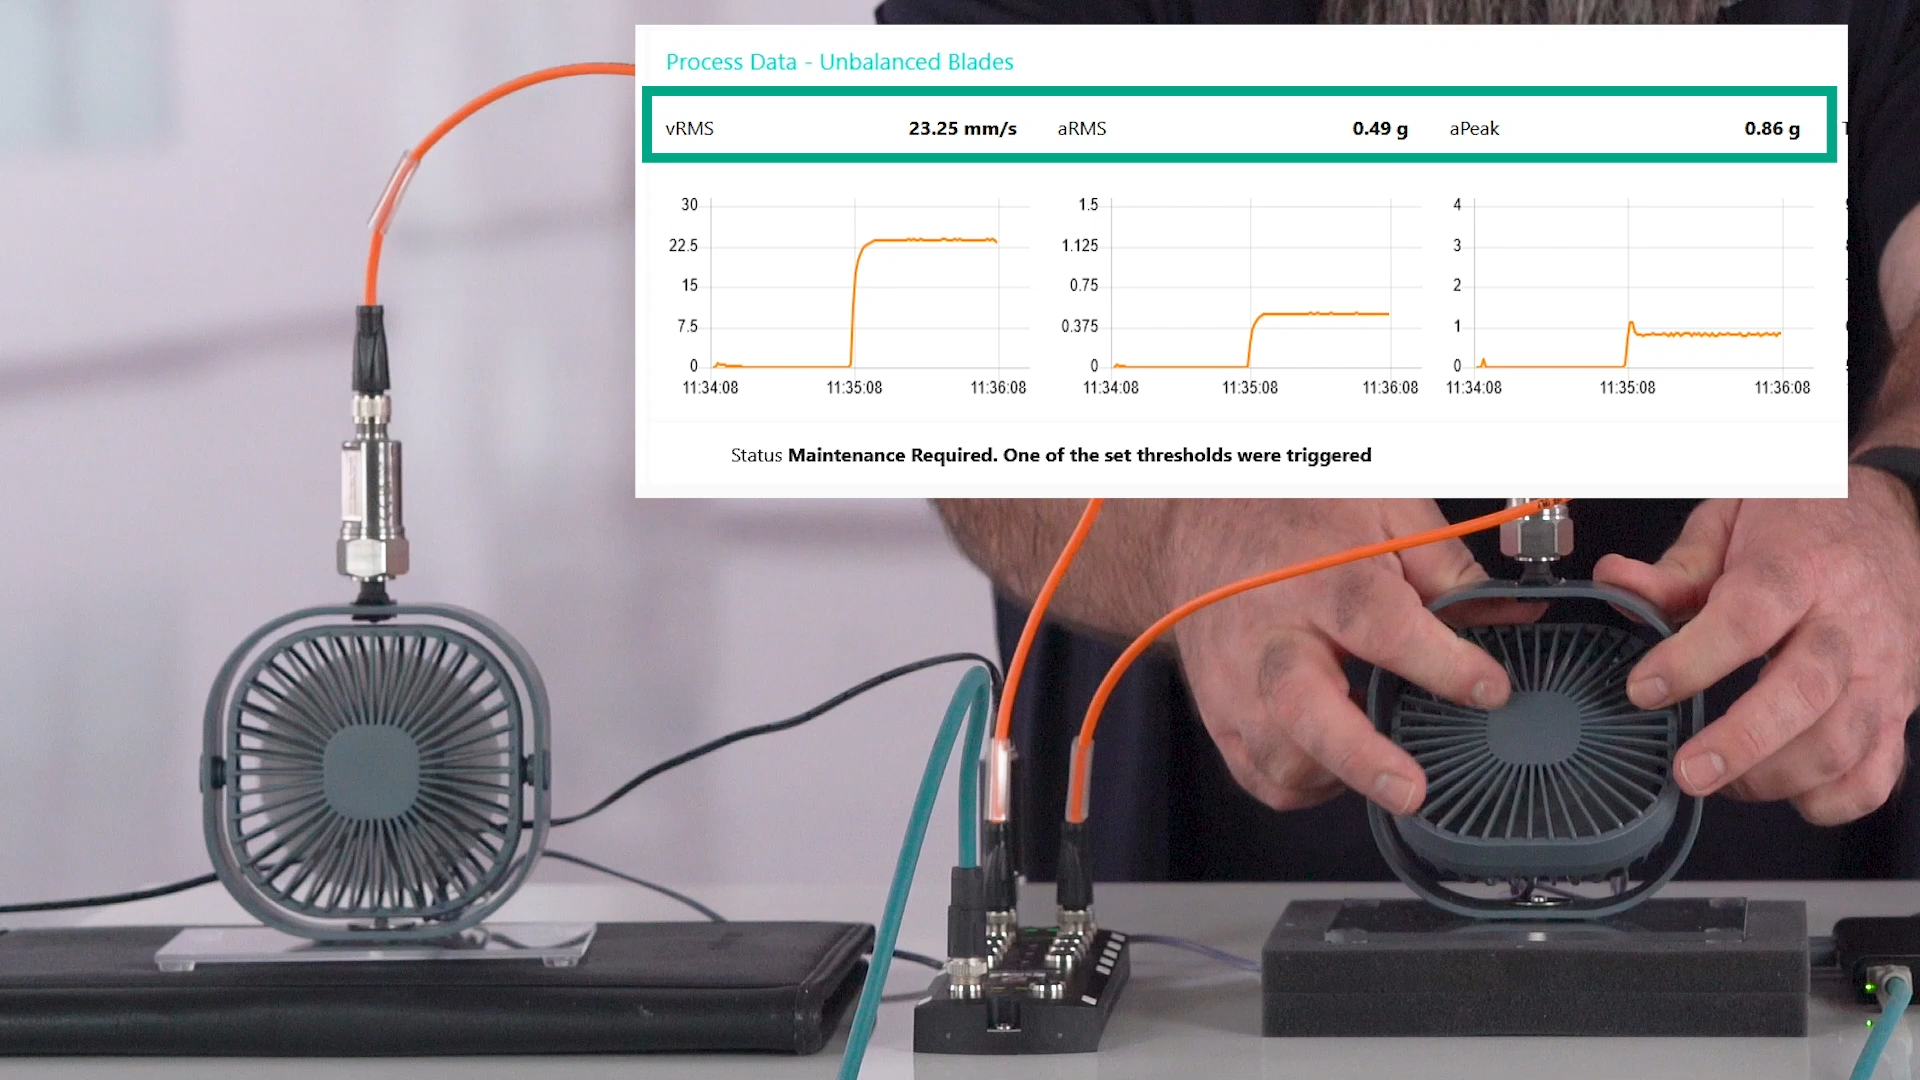 Process Data - Unbalanced Blades
vRMS 23.25 mm/s aRMS 0.49 g aPeak 0.86 g
30 1.5 4
22.5 1.125 3
15 0.75 2
7.5 0.375 1
0 0 0
11:34:08 11:35:08 11:36:08 11:34:08 11:35:08 11:36:08 11:34:08 11:35:08 11:36:08
Status Maintenance Required. One of the set thresholds were triggered